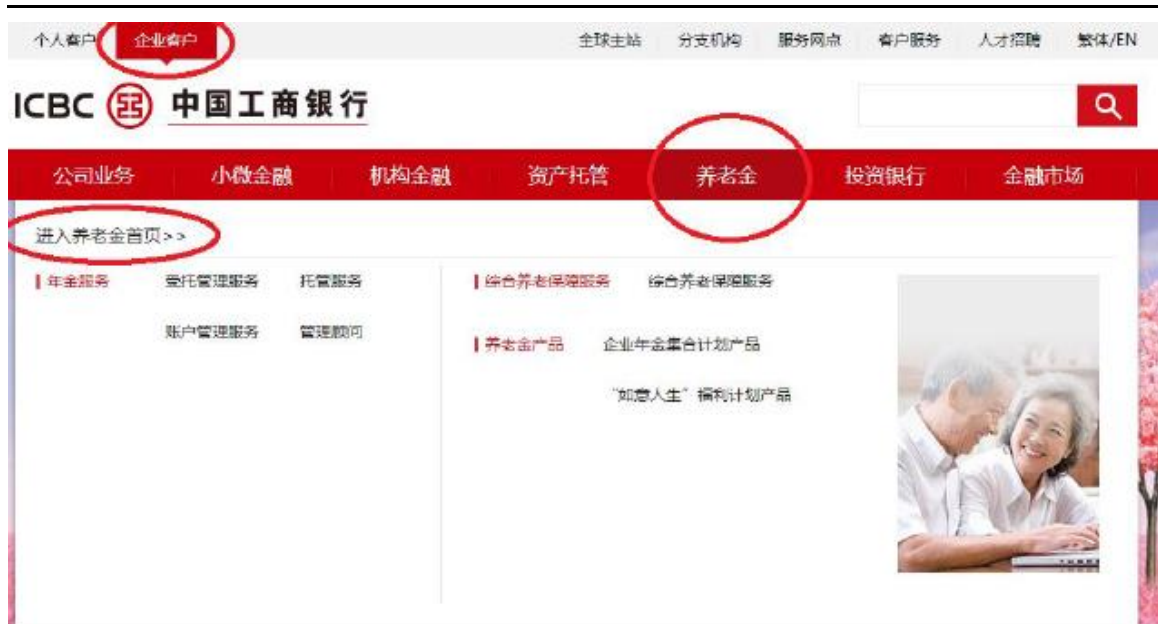 个人客户 企业客户 全球主站 分支机构 服务网点 客户服务 人才招聘 繁体/EN
ICBC 中国工商银行
公司业务 小微金融 机构金融 资产托管 养老金 投资银行 金融市场
进入养老金首页>>
年金服务 受托管理服务 托管服务 综合养老保障服务 综合养老保障服务
账户管理服务 管理顾问 养老金产品 企业年金集合计划产品
“如意人生”福利计划产品